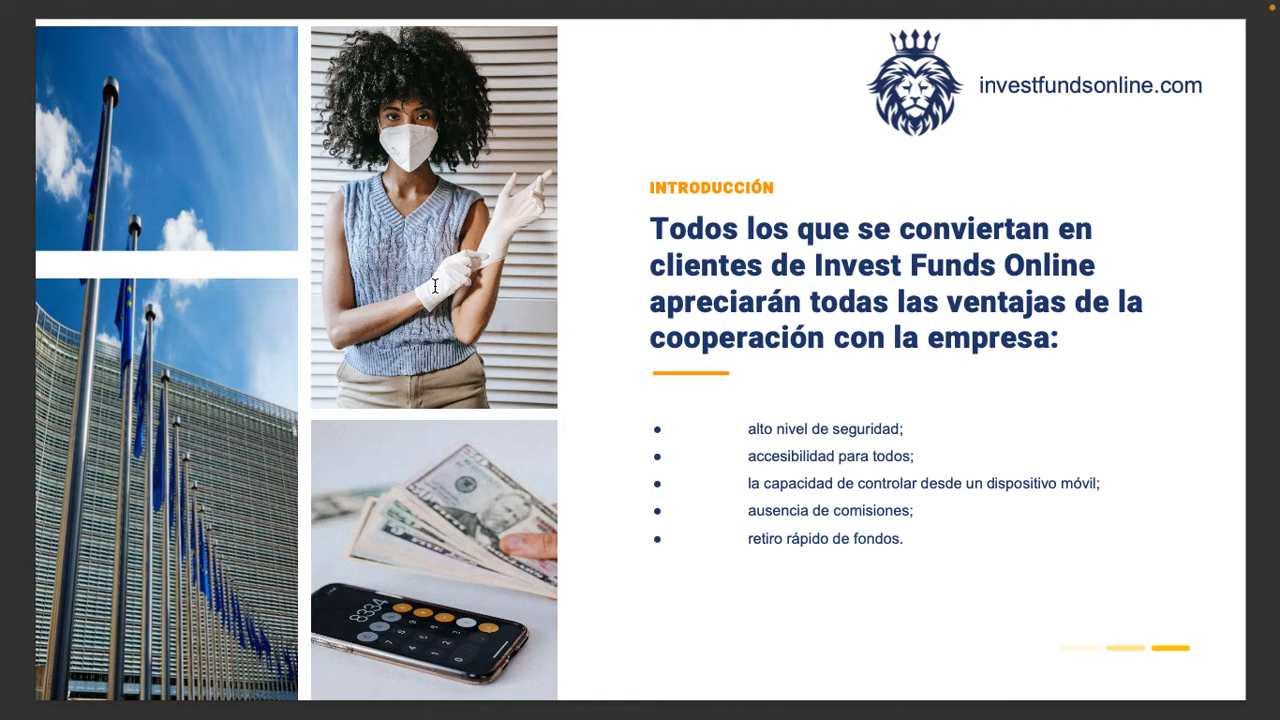 investfundsonline.com
INTRODUCCIÓN
Todos los que se conviertan en
clientes de Invest Funds Online
apreciarán todas las ventajas de la
cooperación con la empresa:
● alto nivel de seguridad;
● accesibilidad para todos;
● la capacidad de controlar desde un dispositivo móvil;
● ausencia de comisiones;
● retiro rápido de fondos.
8334